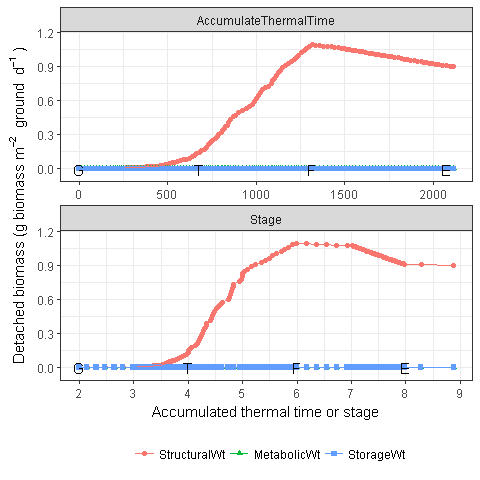 AccumulateThermalTime
1.2
0.9
0.6
0.3
0.0
C T F E
0 500 1000 1500 2000
Detached biomass (g biomass m⁻² ground d⁻¹ )
Stage
1.2
0.9
0.6
0.3
0.0
C T F E
2 3 4 5 6 7 8 9
Accumulated thermal time or stage
StructuralWt MetabolicWt StorageWt